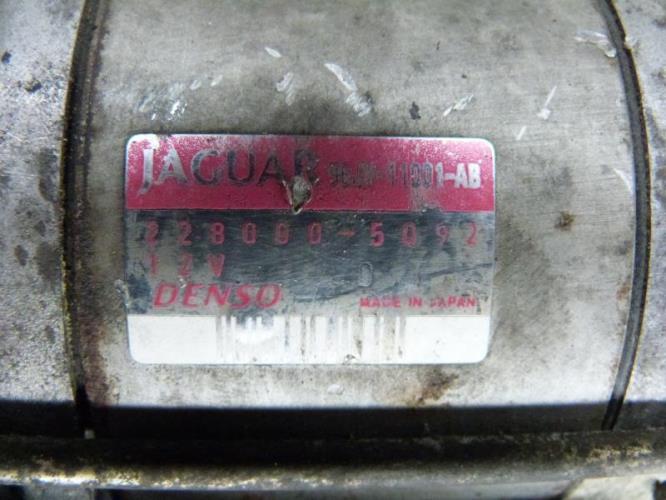 JAGUAR
228000-5092
12V D
DENSO MADE IN JAPAN